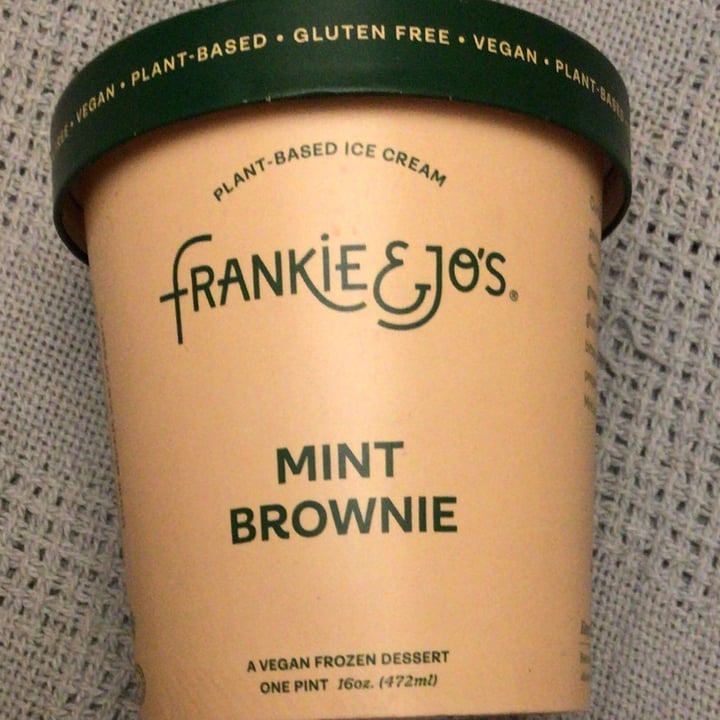 VEGAN • PLANT-BASED • GLUTEN FREE • VEGAN • PLANT-BASED
PLANT-BASED ICE CREAM
FRANKIE & JO'S®
MINT
BROWNIE
A VEGAN FROZEN DESSERT
ONE PINT 16oz. (472ml)